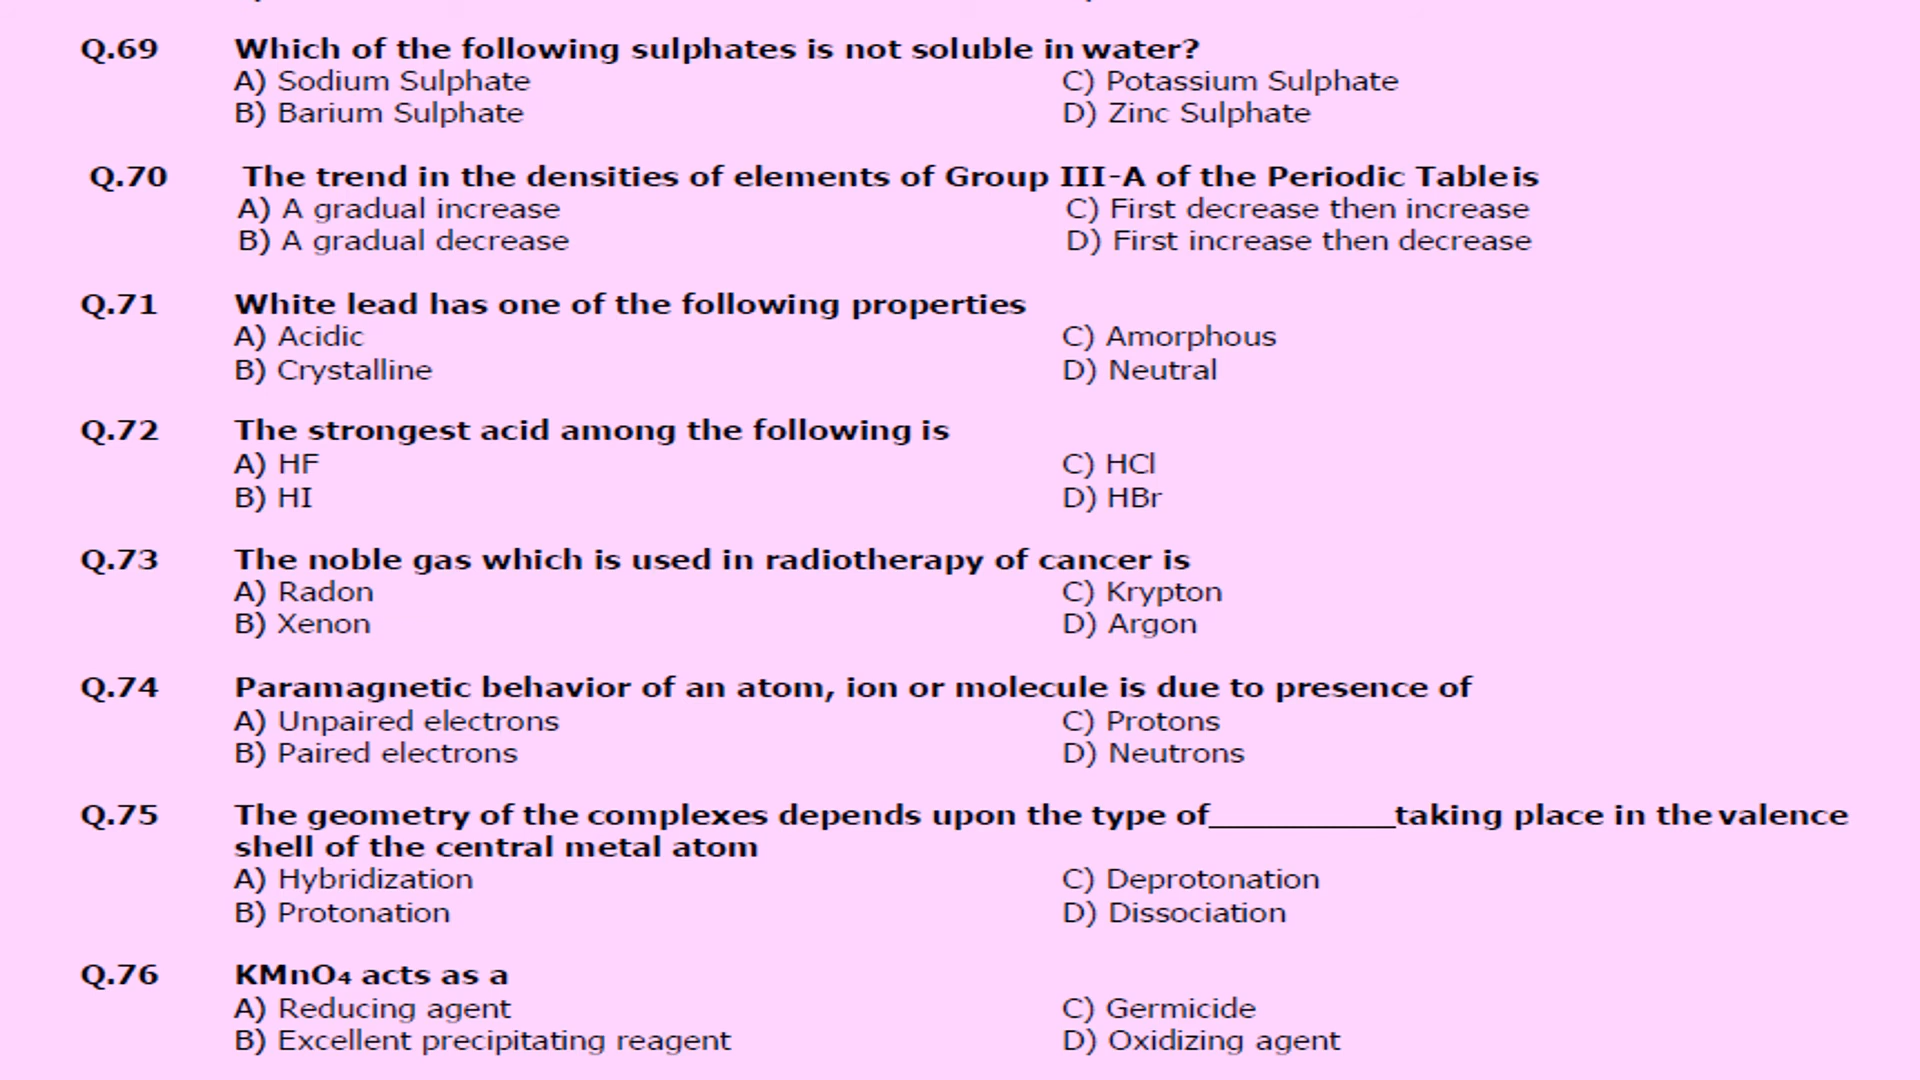 Q.69 Which of the following sulphates is not soluble in water?
A) Sodium Sulphate C) Potassium Sulphate
B) Barium Sulphate D) Zinc Sulphate
Q.70 The trend in the densities of elements of Group III-A of the Periodic Table is
A) A gradual increase C) First decrease then increase
B) A gradual decrease D) First increase then decrease
Q.71 White lead has one of the following properties
A) Acidic C) Amorphous
B) Crystalline D) Neutral
Q.72 The strongest acid among the following is
A) HF C) HCl
B) HI D) HBr
Q.73 The noble gas which is used in radiotherapy of cancer is
A) Radon C) Krypton
B) Xenon D) Argon
Q.74 Paramagnetic behavior of an atom, ion or molecule is due to presence of
A) Unpaired electrons C) Protons
B) Paired electrons D) Neutrons
Q.75 The geometry of the complexes depends upon the type of__________taking place in the valence
shell of the central metal atom
A) Hybridization C) Deprotonation
B) Protonation D) Dissociation
Q.76 KMnO₄ acts as a
A) Reducing agent C) Germicide
B) Excellent precipitating reagent D) Oxidizing agent